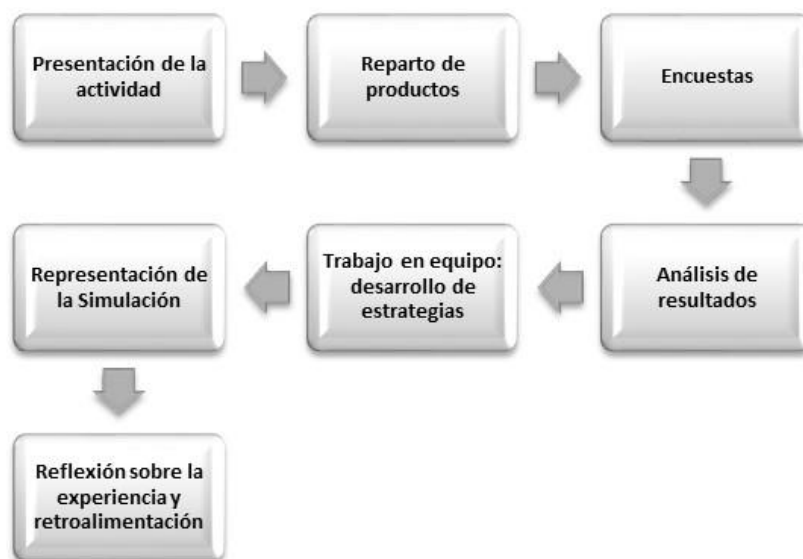 Presentación de la
actividad
Reparto de
productos
Encuestas
Análisis de
resultados
Trabajo en equipo:
desarrollo de
estrategias
Representación de
la Simulación
Reflexión sobre la
experiencia y
retroalimentación